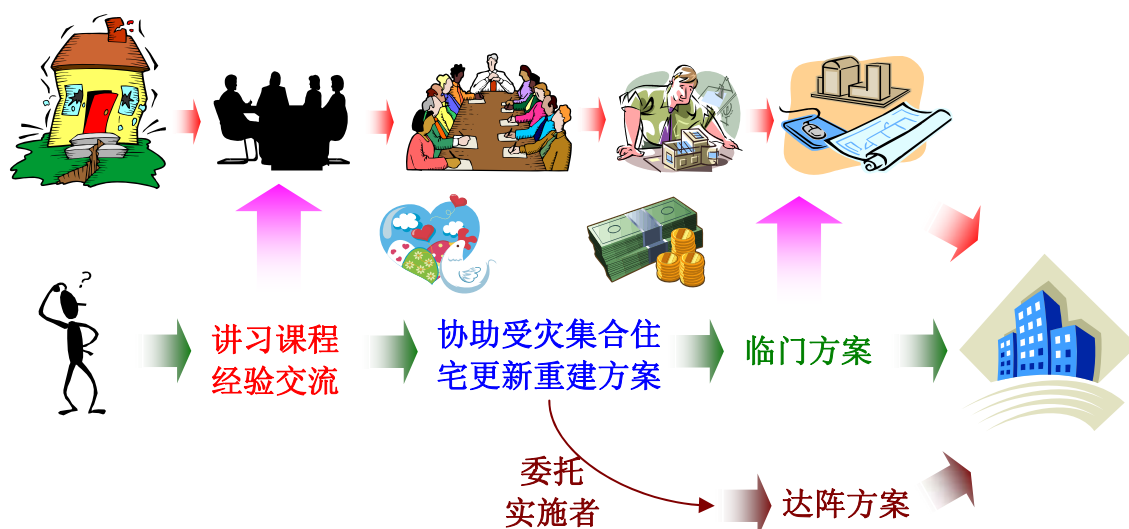 ?
讲习课程
经验交流
协助受灾集合住
宅更新重建方案
临门方案
委托
实施者
达阵方案